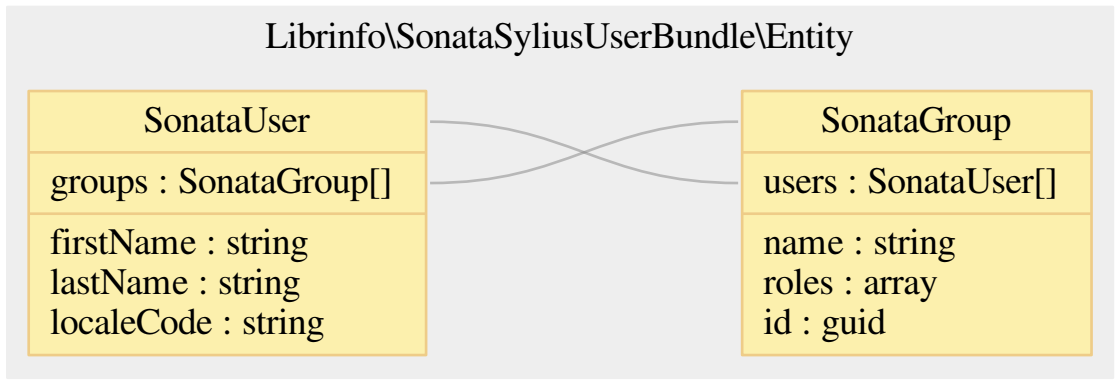 Librinfo\SonataSyliusUserBundle\Entity
SonataUser
groups : SonataGroup[]
firstName : string
lastName : string
localeCode : string
SonataGroup
users : SonataUser[]
name : string
roles : array
id : guid